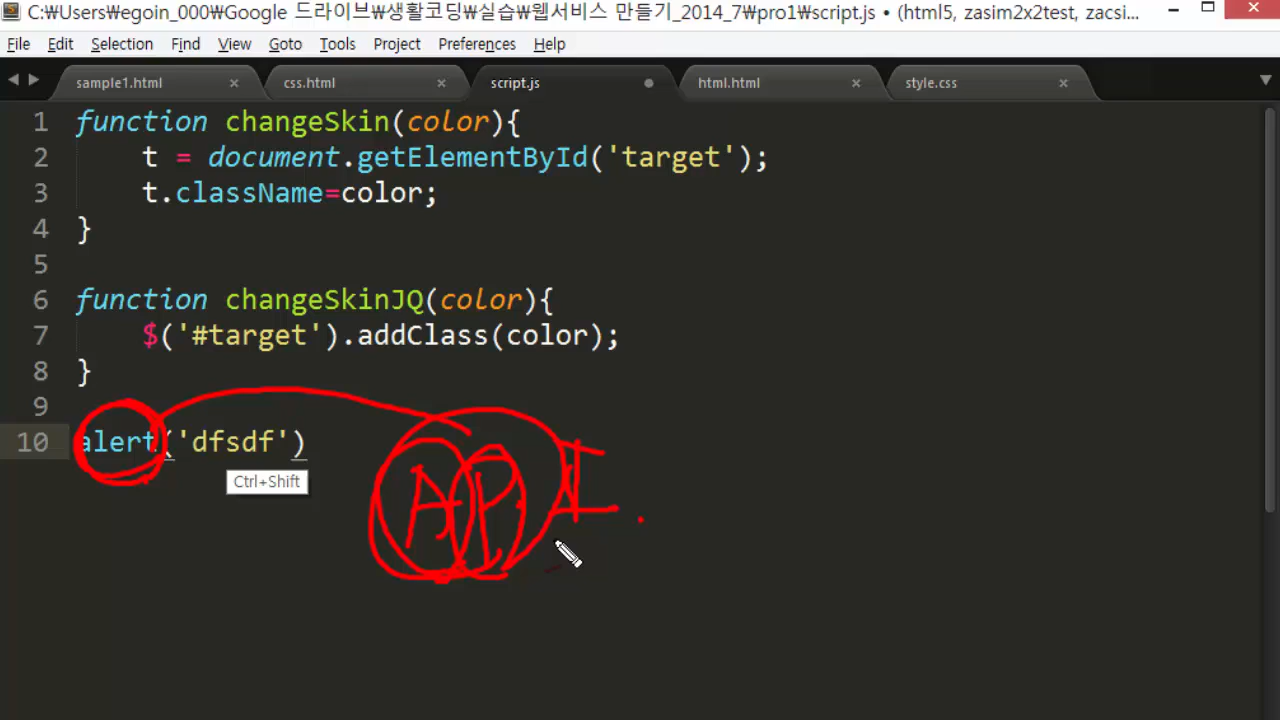 C:₩Users₩egoin_000₩Google 드라이브₩생활코딩₩실습₩웹서비스 만들기_2014_7₩pro1₩script.js • (html5, zasim2x2test, zacsi...
File Edit Selection Find View Goto Tools Project Preferences Help
sample1.html css.html script.js html.html style.css
1 function changeSkin(color){
2 t = document.getElementById('target');
3 t.className=color;
4 }
5
6 function changeSkinJQ(color){
7 $('#target').addClass(color);
8 }
9
10 alert('dfsdf')
Ctrl+Shift
API.